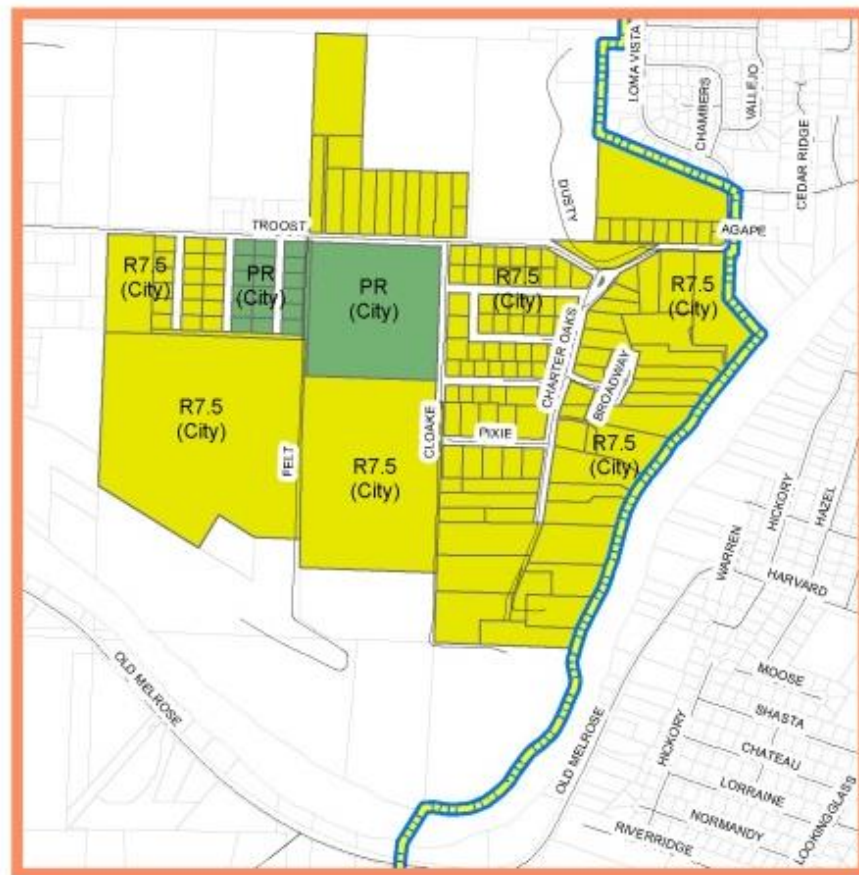 LOMA VISTA
CHAMBERS
VALLEJO
CEDAR RIDGE
DUSTY
TROOST
AGAPE
R7.5
(City)
PR
(City)
PR
(City)
R7.5
(City)
R7.5
(City)
CHARTER OAKS
BROADWAY
R7.5
(City)
FELT
CLOAKE
PIXIE
R7.5
(City)
R7.5
(City)
HICKORY
HAZEL
WARREN
HARVARD
OLD MELROSE
OLD MELROSE
MOOSE
SHASTA
HICKORY
CHATEAU
LORRAINE
NORMANDY
LOOKINGGLASS
RIVERRIDGE